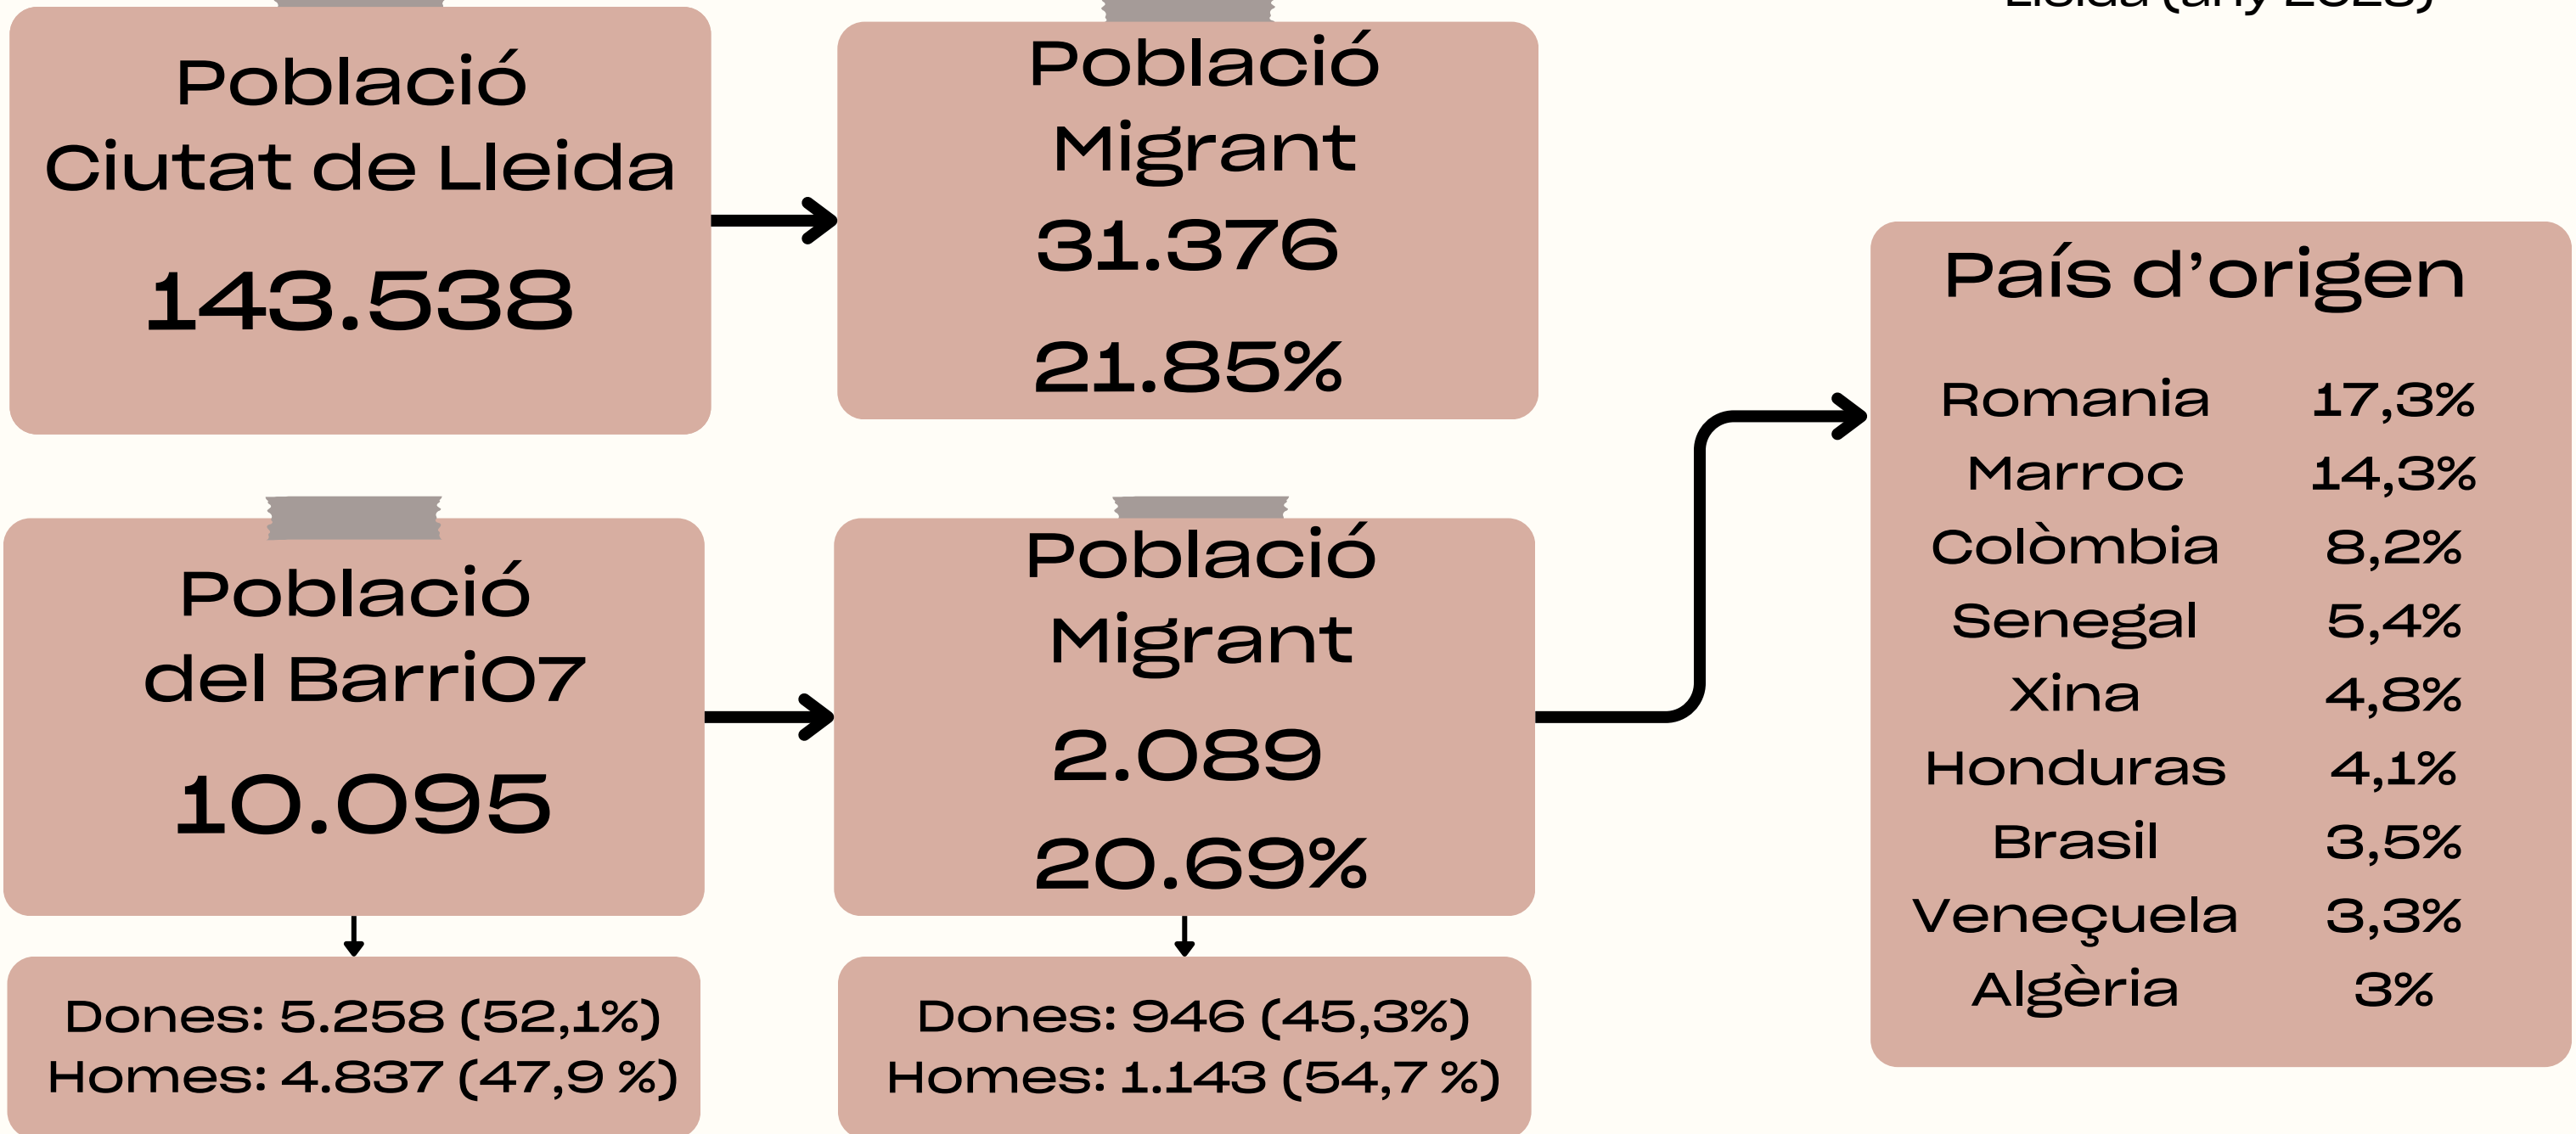 Població
Ciutat de Lleida
143.538
Població
Migrant
31.376
21.85%
Població
del Barri07
10.095
Dones: 5.258 (52,1%)
Homes: 4.837 (47,9 %)
Població
Migrant
2.089
20.69%
Dones: 946 (45,3%)
Homes: 1.143 (54,7 %)
País d’origen
Romania 17,3%
Marroc 14,3%
Colòmbia 8,2%
Senegal 5,4%
Xina 4,8%
Honduras 4,1%
Brasil 3,5%
Veneçuela 3,3%
Algèria 3%